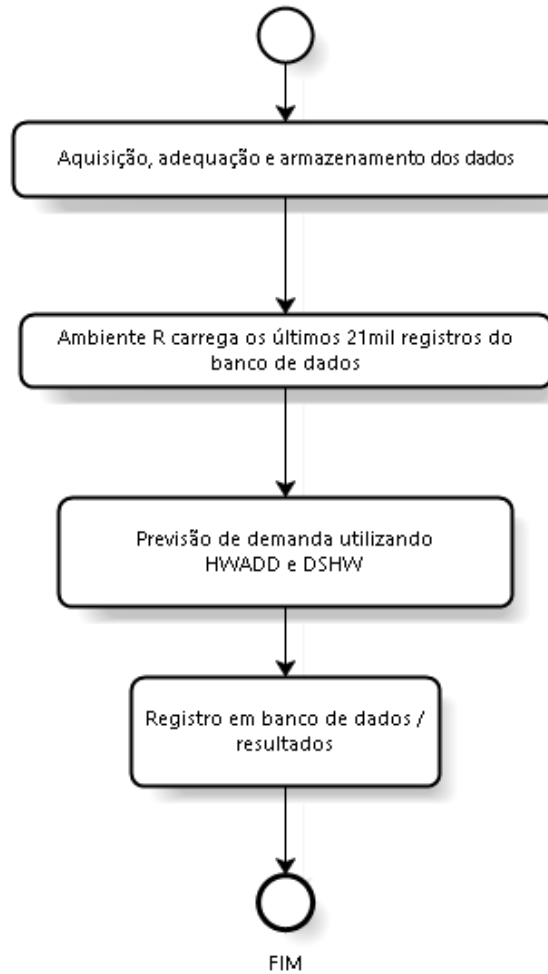 Aquisição, adequação e armazenamento dos dados
Ambiente R carrega os últimos 21mil registros do
banco de dados
Previsão de demanda utilizando
HWADD e DSHW
Registro em banco de dados /
resultados
FIM